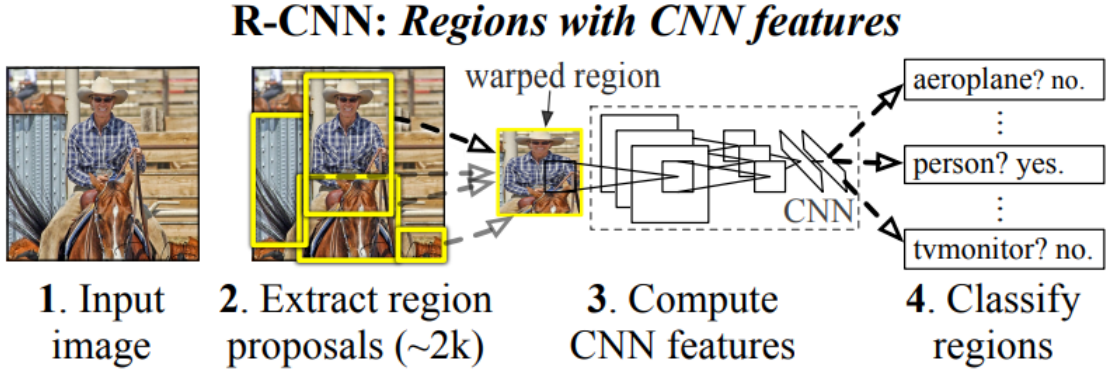 R-CNN: Regions with CNN features
warped region
aeroplane? no.
⋮
person? yes.
⋮
tvmonitor? no.
CNN
1. Input
image
2. Extract region
proposals (~2k)
3. Compute
CNN features
4. Classify
regions